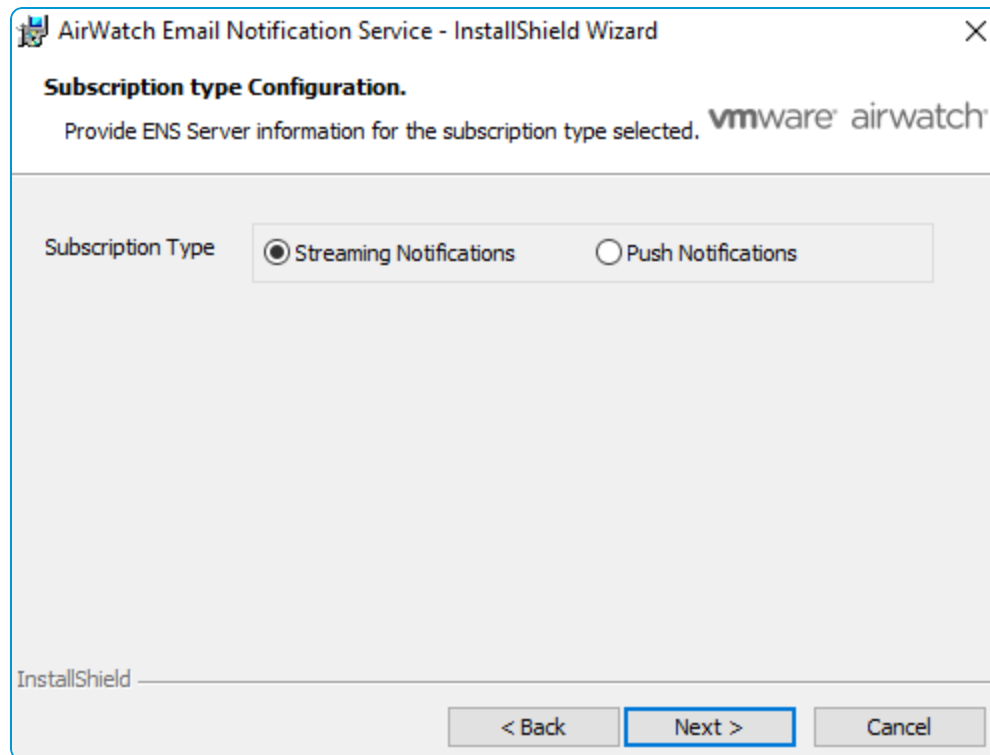 AirWatch Email Notification Service - InstallShield Wizard
Subscription type Configuration.
Provide ENS Server information for the subscription type selected.
vmware airwatch
Subscription Type
Streaming Notifications
Push Notifications
InstallShield
< Back
Next >
Cancel